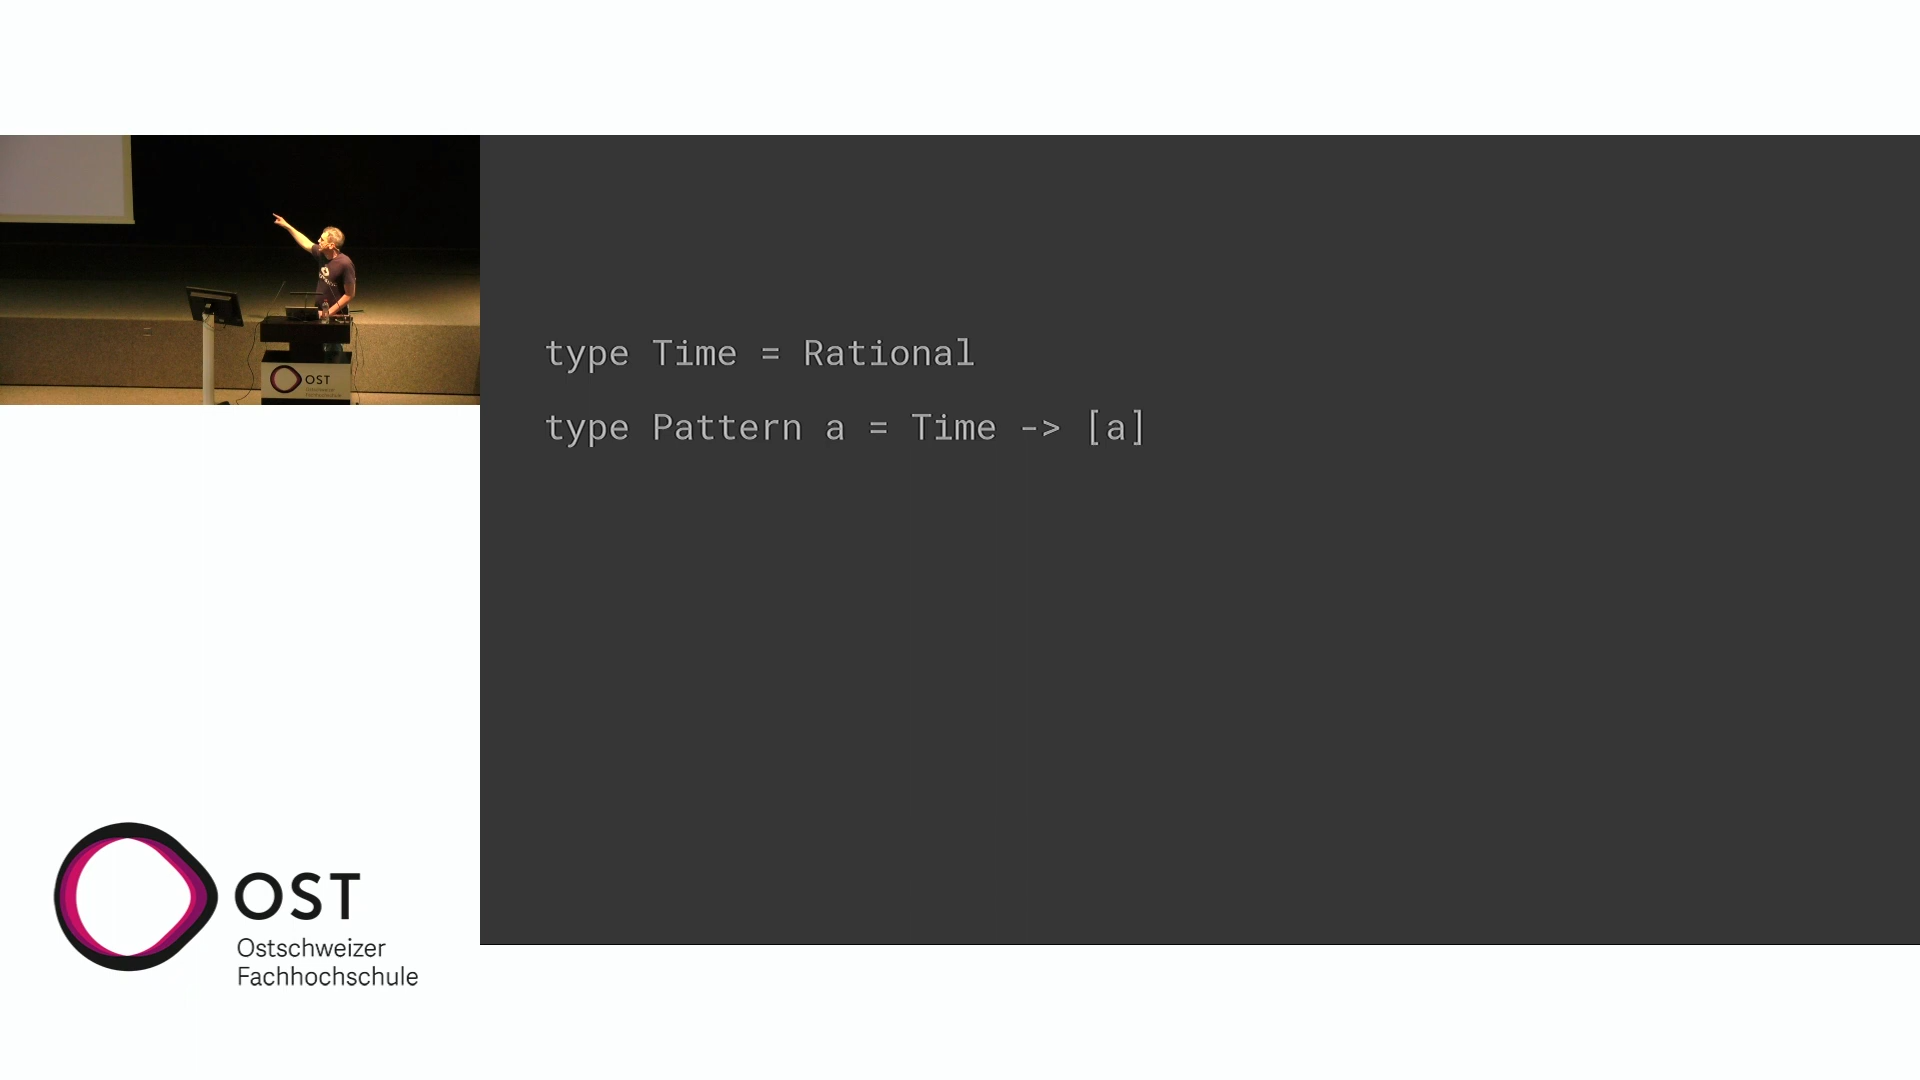 type Time = Rational
type Pattern a = Time -> [a]
OST
OST
Ostschweizer
Fachhochschule